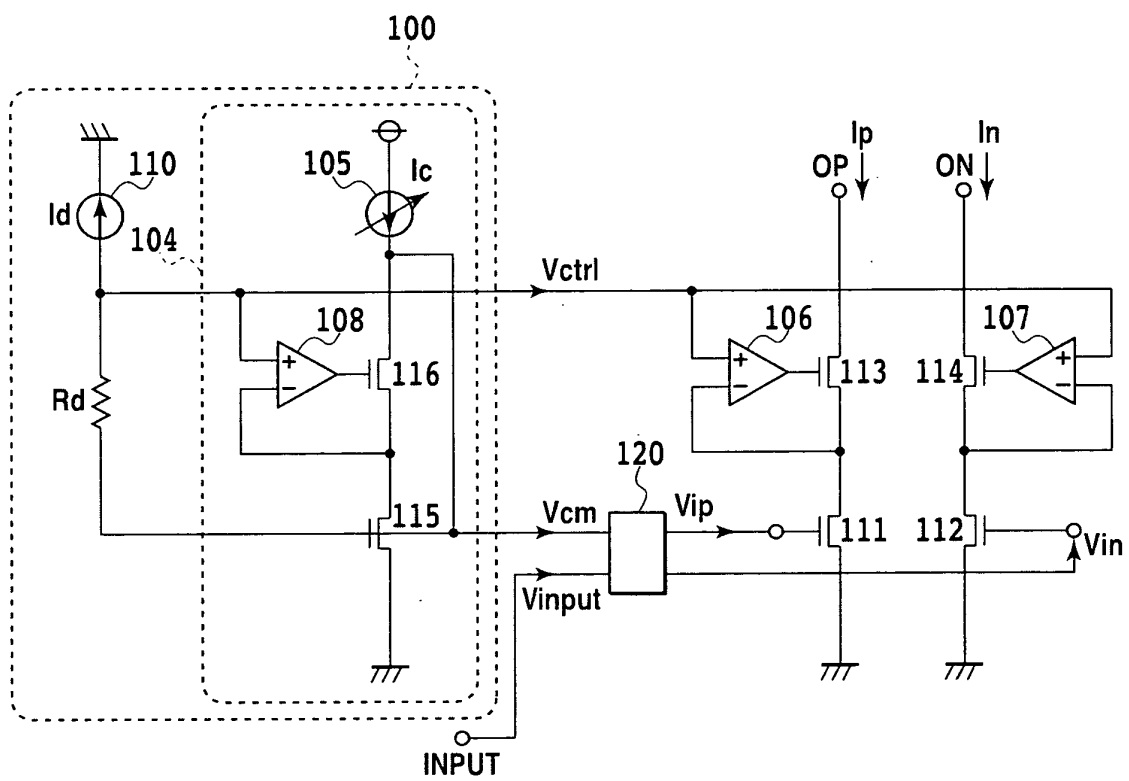 100
110
Id
104
105
Ic
Vctrl
108
116
Rd
115
Vcm
Vinput
INPUT
120
Vip
Ip
OP
In
ON
106
107
113
114
111
112
Vin
+
−
+
−
+
−